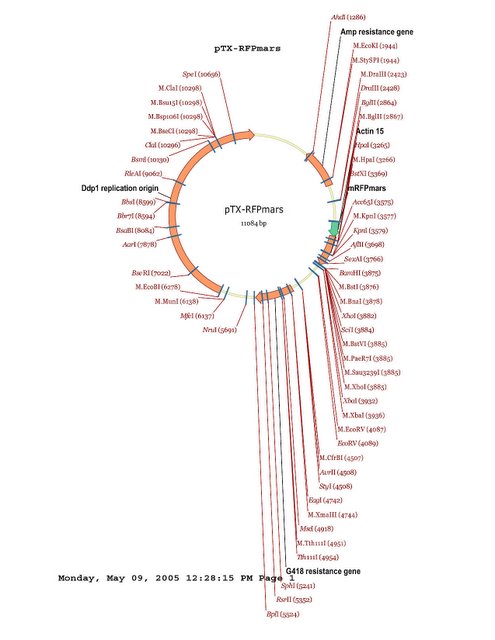 AhdI (1286)
Amp resistance gene
pTX-RFPmars
M.EcoKI (1944)
M.StySPI (1944)
SpeI (10656)
M.DraIII (2423)
M.ClaI (10298)
DraIII (2428)
M.Bsu15I (10298)
BglII (2864)
M.Bsp106I (10298)
M.BglII (2867)
M.BseCI (10298)
Actin 15
ClaI (10296)
HpaI (3265)
BsmI (10130)
M.HpaI (3266)
RleAI (9062)
BstXI (3369)
Ddp1 replication origin
mRFPmars
BbsI (8599)
Acc65I (3575)
Bbr7I (8594)
pTX-RFPmars
M.KpnI (3577)
BsaBI (8084)
11084 bp
KpnI (3579)
AarI (7878)
AflII (3698)
SexAI (3766)
BseRI (7022)
BamHI (3875)
M.EcoBI (6278)
M.BstI (3876)
M.MunI (6138)
M.BnaI (3878)
MfeI (6137)
XhoI (3882)
NruI (5691)
SciI (3884)
M.BstVI (3885)
M.PaeR7I (3885)
M.Sau3239I (3885)
M.XhoI (3885)
XbaI (3932)
M.XbaI (3936)
M.EcoRV (4087)
EcoRV (4089)
M.CfrBI (4507)
AvrII (4508)
StyI (4508)
EagI (4742)
M.XmaIII (4744)
MscI (4918)
M.Tth111I (4951)
Tth111I (4954)
G418 resistance gene
Monday, May 09, 2005 12:28:15 PM Page 1
SphI (5241)
RsrII (5352)
BplI (5524)